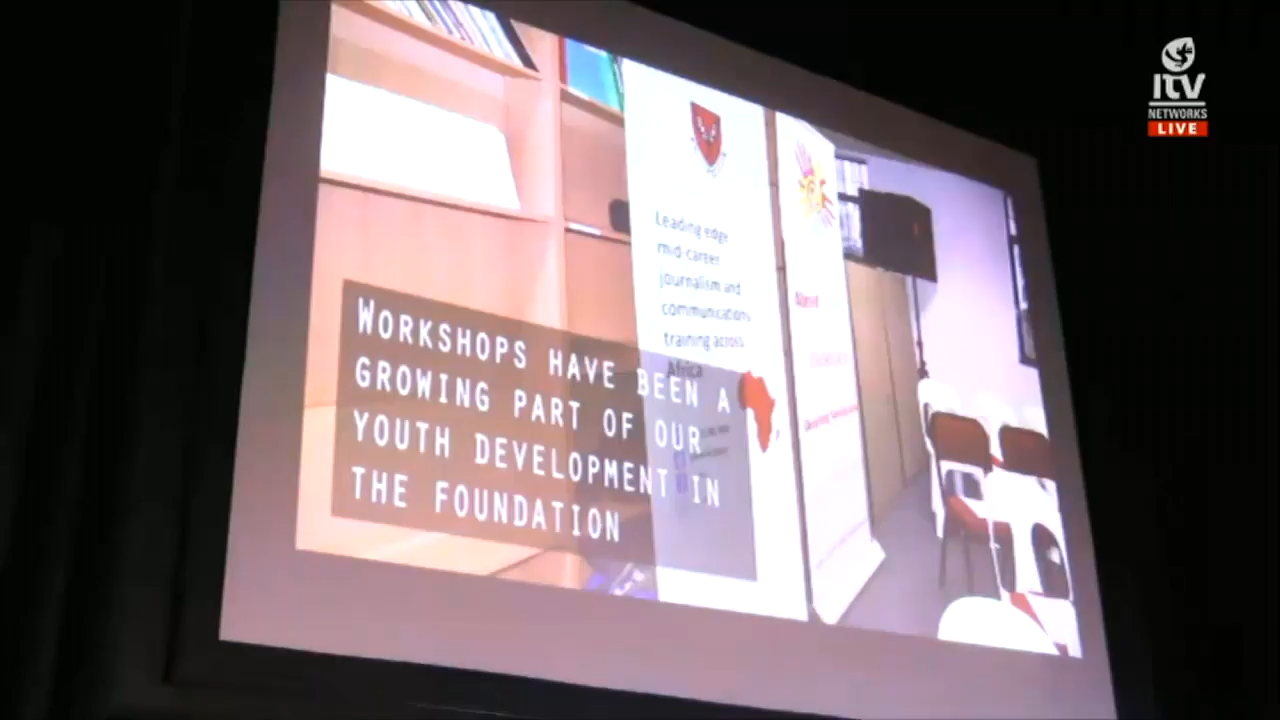 ITV
NETWORKS
LIVE
Leading edge
mid career
journalism and
communications
training across
Africa
WORKSHOPS HAVE BEEN A
GROWING PART OF OUR
YOUTH DEVELOPMENT IN
THE FOUNDATION